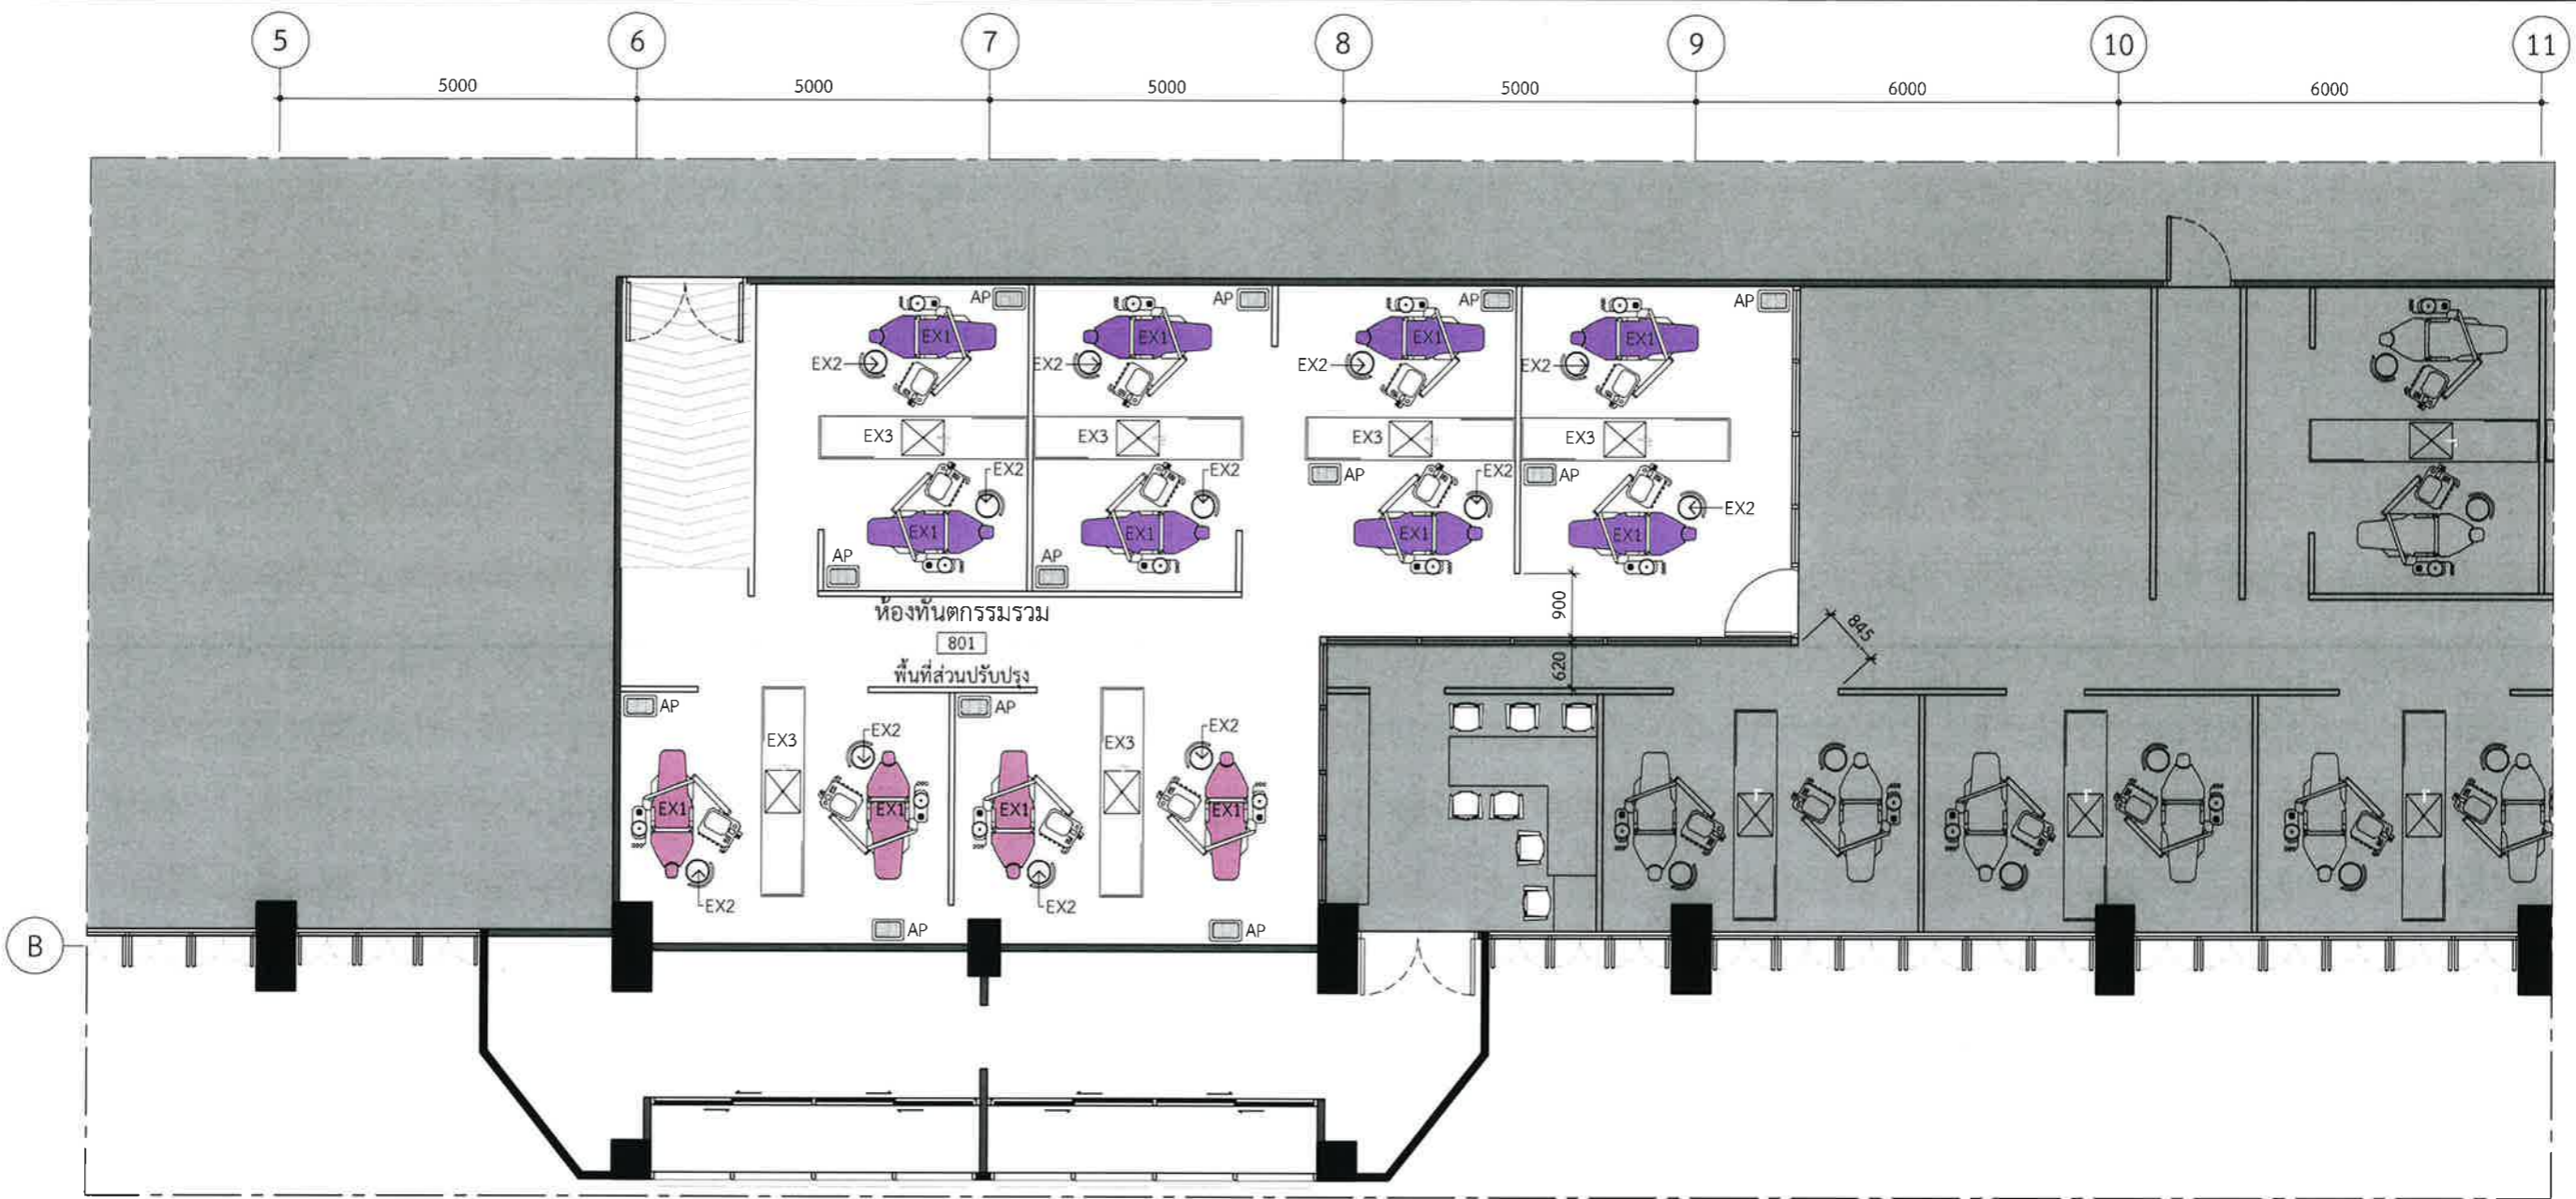 5 6 7 8 9 10 11
5000 5000 5000 5000 6000 6000
AP AP AP AP
EX1 EX1 EX1 EX1
EX2 EX2 EX2 EX2
EX3 EX3 EX3 EX3
EX2 EX2 AP EX2 AP
EX2
EX1 EX1 EX1 EX1
AP AP
900
ห้องทันตกรรมรวม
801
845
620
พื้นที่ส่วนปรับปรุง
AP AP
EX2 EX2
EX3 EX3
EX1 EX1 EX1 EX1
EX2 EX2
AP AP
B